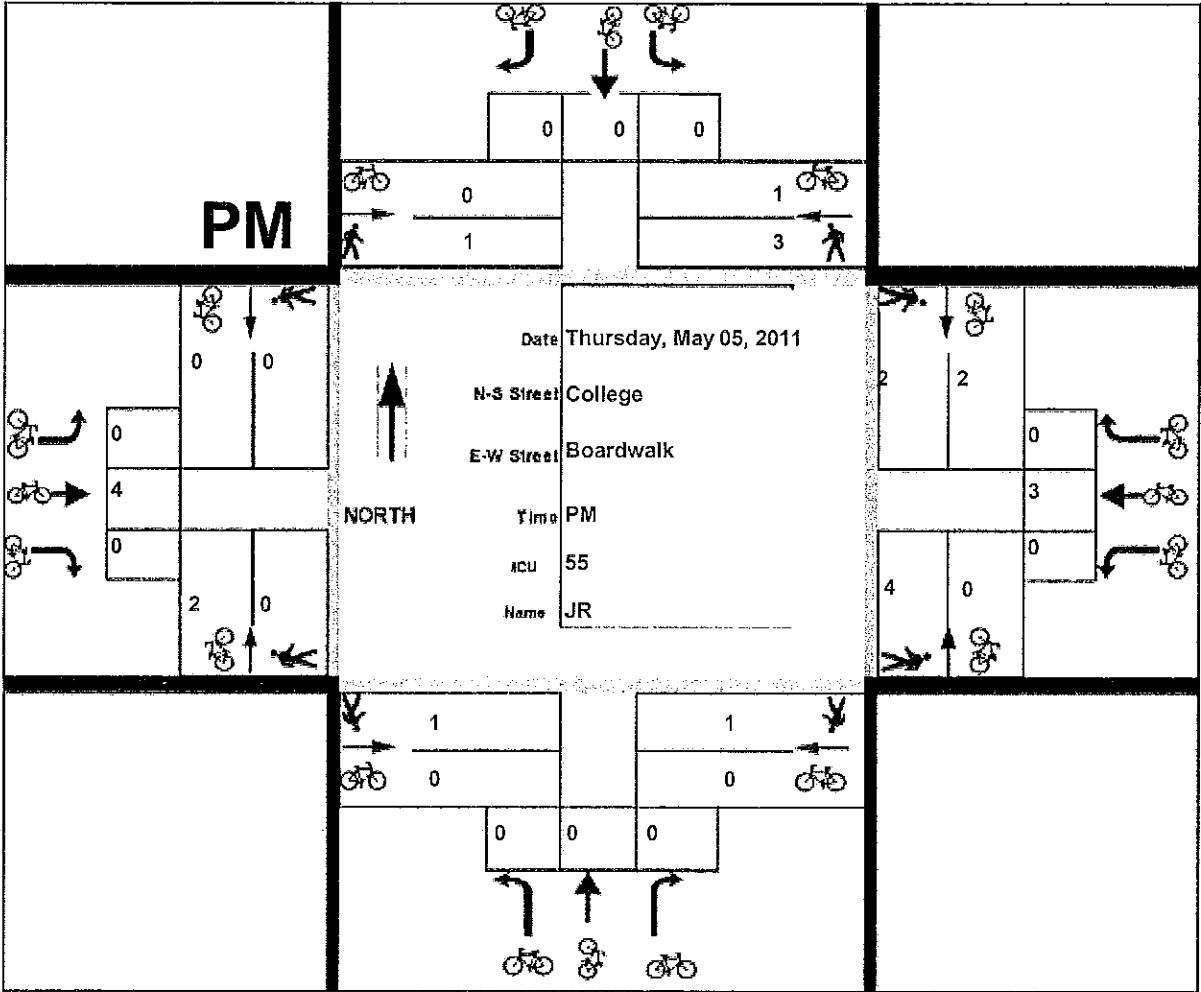 0 0 0
0 1
PM
1 3
Date Thursday, May 05, 2011
0 0
2 2
N-S Street College
0
0
E-W Street Boardwalk
4
3
NORTH
Time PM
0
0
ICU 55
2 0
4 0
Name JR
1 1
0 0
0 0 0